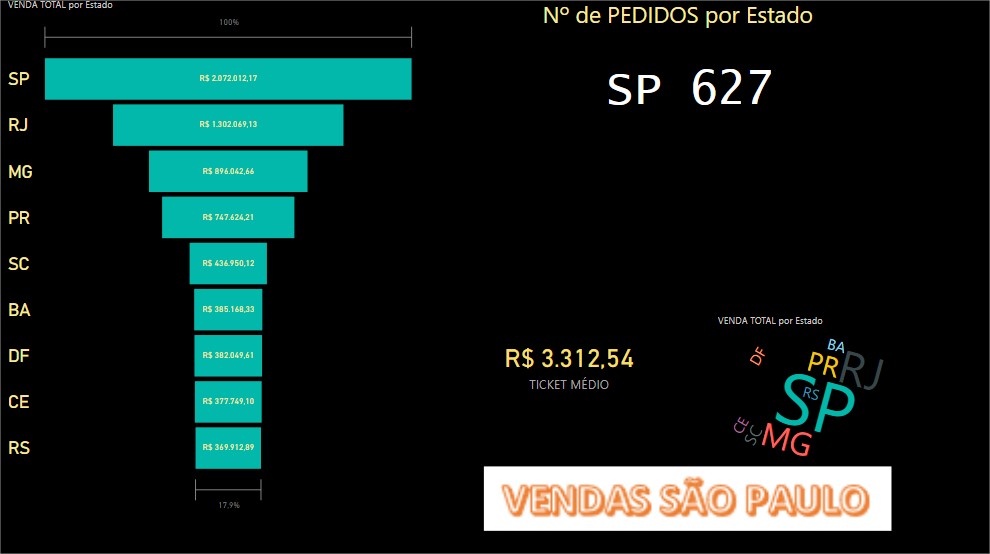 VENDA TOTAL por Estado
100%
SP R$ 2.072.012,17
RJ R$ 1.302.069,13
MG R$ 896.042,66
PR R$ 747.624,21
SC R$ 436.950,12
BA R$ 385.168,33
DF R$ 382.049,61
CE R$ 377.749,10
RS R$ 369.912,89
17.9%
Nº de PEDIDOS por Estado
SP 627
R$ 3.312,54
TICKET MÉDIO
VENDA TOTAL por Estado
DF
BA
PR
RJ
RS
SP
CE
SC
MG
VENDAS SÃO PAULO